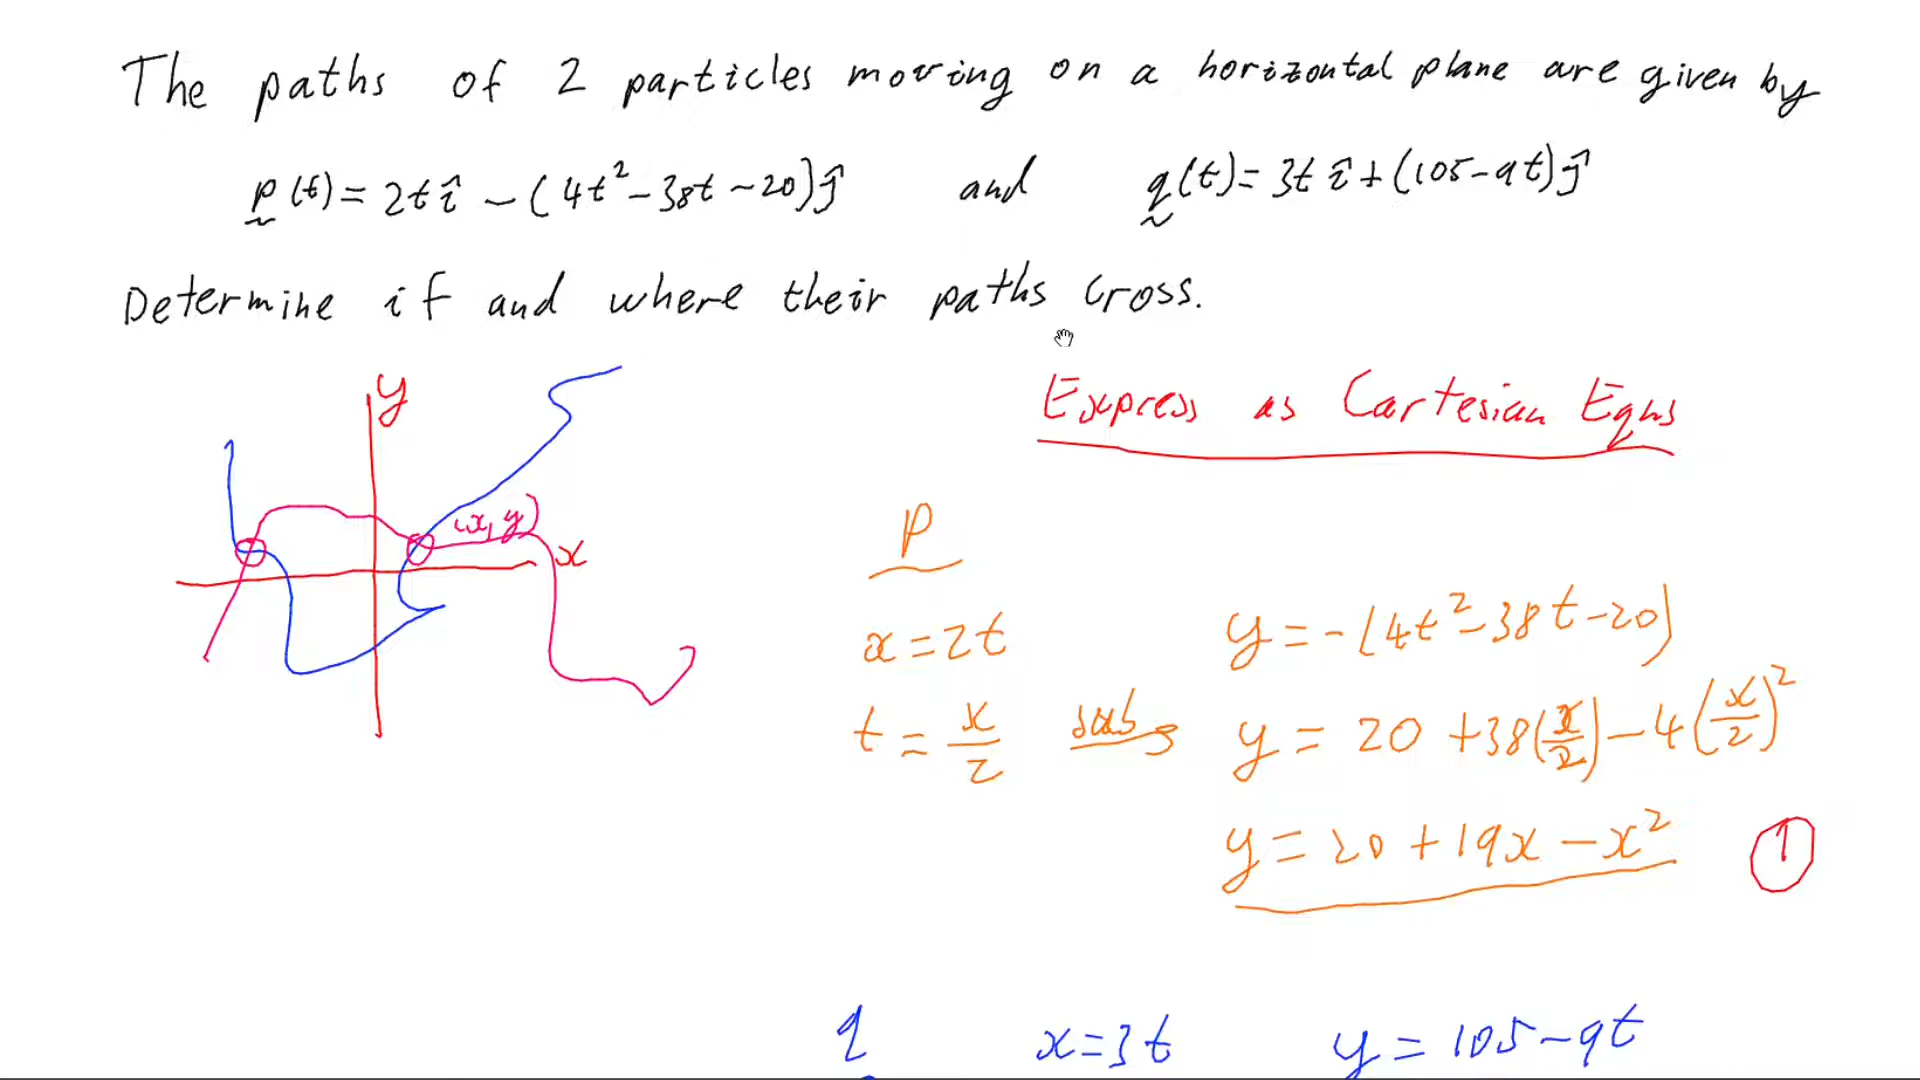 The paths of 2 particles moving on a horizontal plane are given by
p(t) = 2t î – (4t² – 38t – 20) ĵ and q(t) = 3t î + (105 – 9t) ĵ
Determine if and where their paths cross.
y
Express as Cartesian Eqns
(x, y)
x
P
x = 2t y = -(4t² – 38t – 20)
t = x/2 sub y = 20 + 38(x/2) – 4(x/2)²
y = 20 + 19x – x² ①
q x = 3t y = 105 – 9t